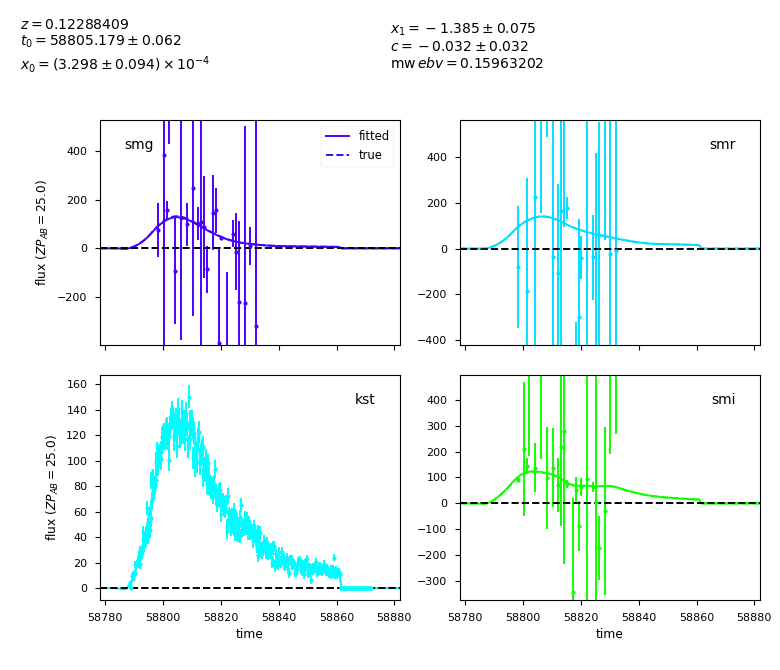 z = 0.12288409
t₀ = 58805.179 ± 0.062
x₀ = (3.298 ± 0.094) × 10⁻⁴
x₁ = −1.385 ± 0.075
c = −0.032 ± 0.032
mw ebv = 0.15963202
smg
fitted
true
400
200
0
−200
flux (ZP_AB = 25.0)
smr
400
200
0
−200
−400
kst
160
140
120
100
80
60
40
20
0
flux (ZP_AB = 25.0)
58780 58800 58820 58840 58860 58880
time
smi
400
300
200
100
0
−100
−200
−300
58780 58800 58820 58840 58860 58880
time